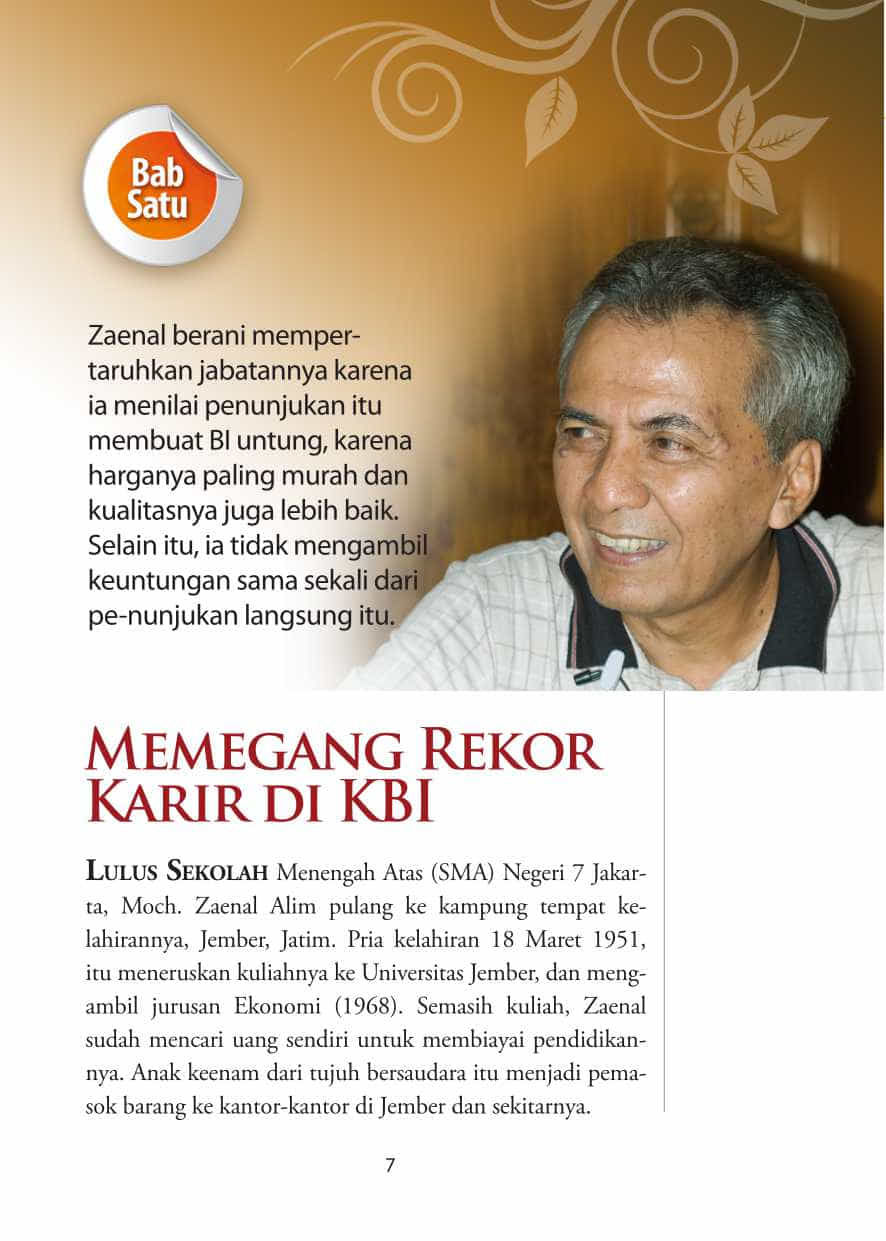 Bab
Satu
Zaenal berani memper-
taruhkan jabatannya karena
ia menilai penunjukan itu
membuat BI untung, karena
harganya paling murah dan
kualitasnya juga lebih baik.
Selain itu, ia tidak mengambil
keuntungan sama sekali dari
pe-nunjukan langsung itu.
MEMEGANG REKOR
KARIR DI KBI
LULUS SEKOLAH Menengah Atas (SMA) Negeri 7 Jakar-
ta, Moch. Zaenal Alim pulang ke kampung tempat ke-
lahirannya, Jember, Jatim. Pria kelahiran 18 Maret 1951,
itu meneruskan kuliahnya ke Universitas Jember, dan meng-
ambil jurusan Ekonomi (1968). Semasih kuliah, Zaenal
sudah mencari uang sendiri untuk membiayai pendidikan-
nya. Anak keenam dari tujuh bersaudara itu menjadi pema-
sok barang ke kantor-kantor di Jember dan sekitarnya.
7